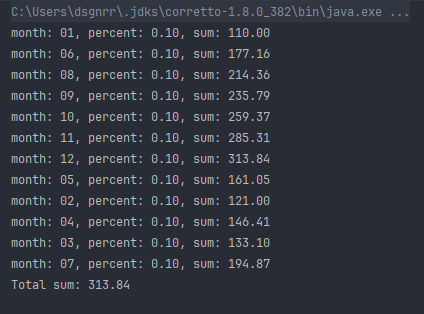 C:\Users\dsgnrr\.jdks\corretto-1.8.0_382\bin\java.exe ...
month: 01, percent: 0.10, sum: 110.00
month: 06, percent: 0.10, sum: 177.16
month: 08, percent: 0.10, sum: 214.36
month: 09, percent: 0.10, sum: 235.79
month: 10, percent: 0.10, sum: 259.37
month: 11, percent: 0.10, sum: 285.31
month: 12, percent: 0.10, sum: 313.84
month: 05, percent: 0.10, sum: 161.05
month: 02, percent: 0.10, sum: 121.00
month: 04, percent: 0.10, sum: 146.41
month: 03, percent: 0.10, sum: 133.10
month: 07, percent: 0.10, sum: 194.87
Total sum: 313.84